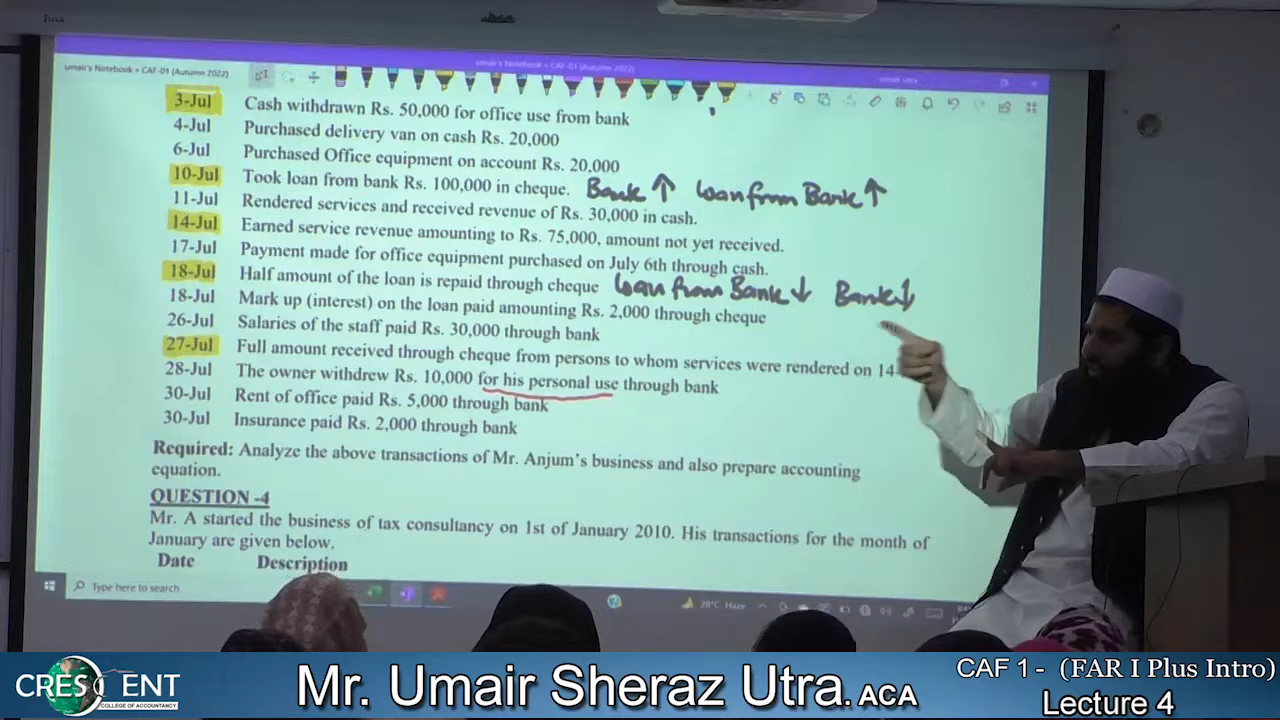 umair's Notebook > CAF-01 (Autumn 2022)
umair's Notebook > CAF-01 (Autumn 2022)
3-Jul Cash withdrawn Rs. 50,000 for office use from bank
4-Jul Purchased delivery van on cash Rs. 20,000
6-Jul Purchased Office equipment on account Rs. 20,000
10-Jul Took loan from bank Rs. 100,000 in cheque. Bank ↑ Loan from Bank ↑
11-Jul Rendered services and received revenue of Rs. 30,000 in cash.
14-Jul Earned service revenue amounting to Rs. 75,000, amount not yet received.
17-Jul Payment made for office equipment purchased on July 6th through cash.
18-Jul Half amount of the loan is repaid through cheque Loan from Bank ↓ Bank ↓
18-Jul Mark up (interest) on the loan paid amounting Rs. 2,000 through cheque
26-Jul Salaries of the staff paid Rs. 30,000 through bank
27-Jul Full amount received through cheque from persons to whom services were rendered on 14-
28-Jul The owner withdrew Rs. 10,000 for his personal use through bank
30-Jul Rent of office paid Rs. 5,000 through bank
30-Jul Insurance paid Rs. 2,000 through bank
Required: Analyze the above transactions of Mr. Anjum's business and also prepare accounting
equation.
QUESTION -4
Mr. A started the business of tax consultancy on 1st of January 2010. His transactions for the month of
January are given below.
Date Description
Type here to search
28°C Haze
CRESCENT
COLLEGE OF ACCOUNTANCY
Mr. Umair Sheraz Utra. ACA
CAF 1 - (FAR I Plus Intro)
Lecture 4